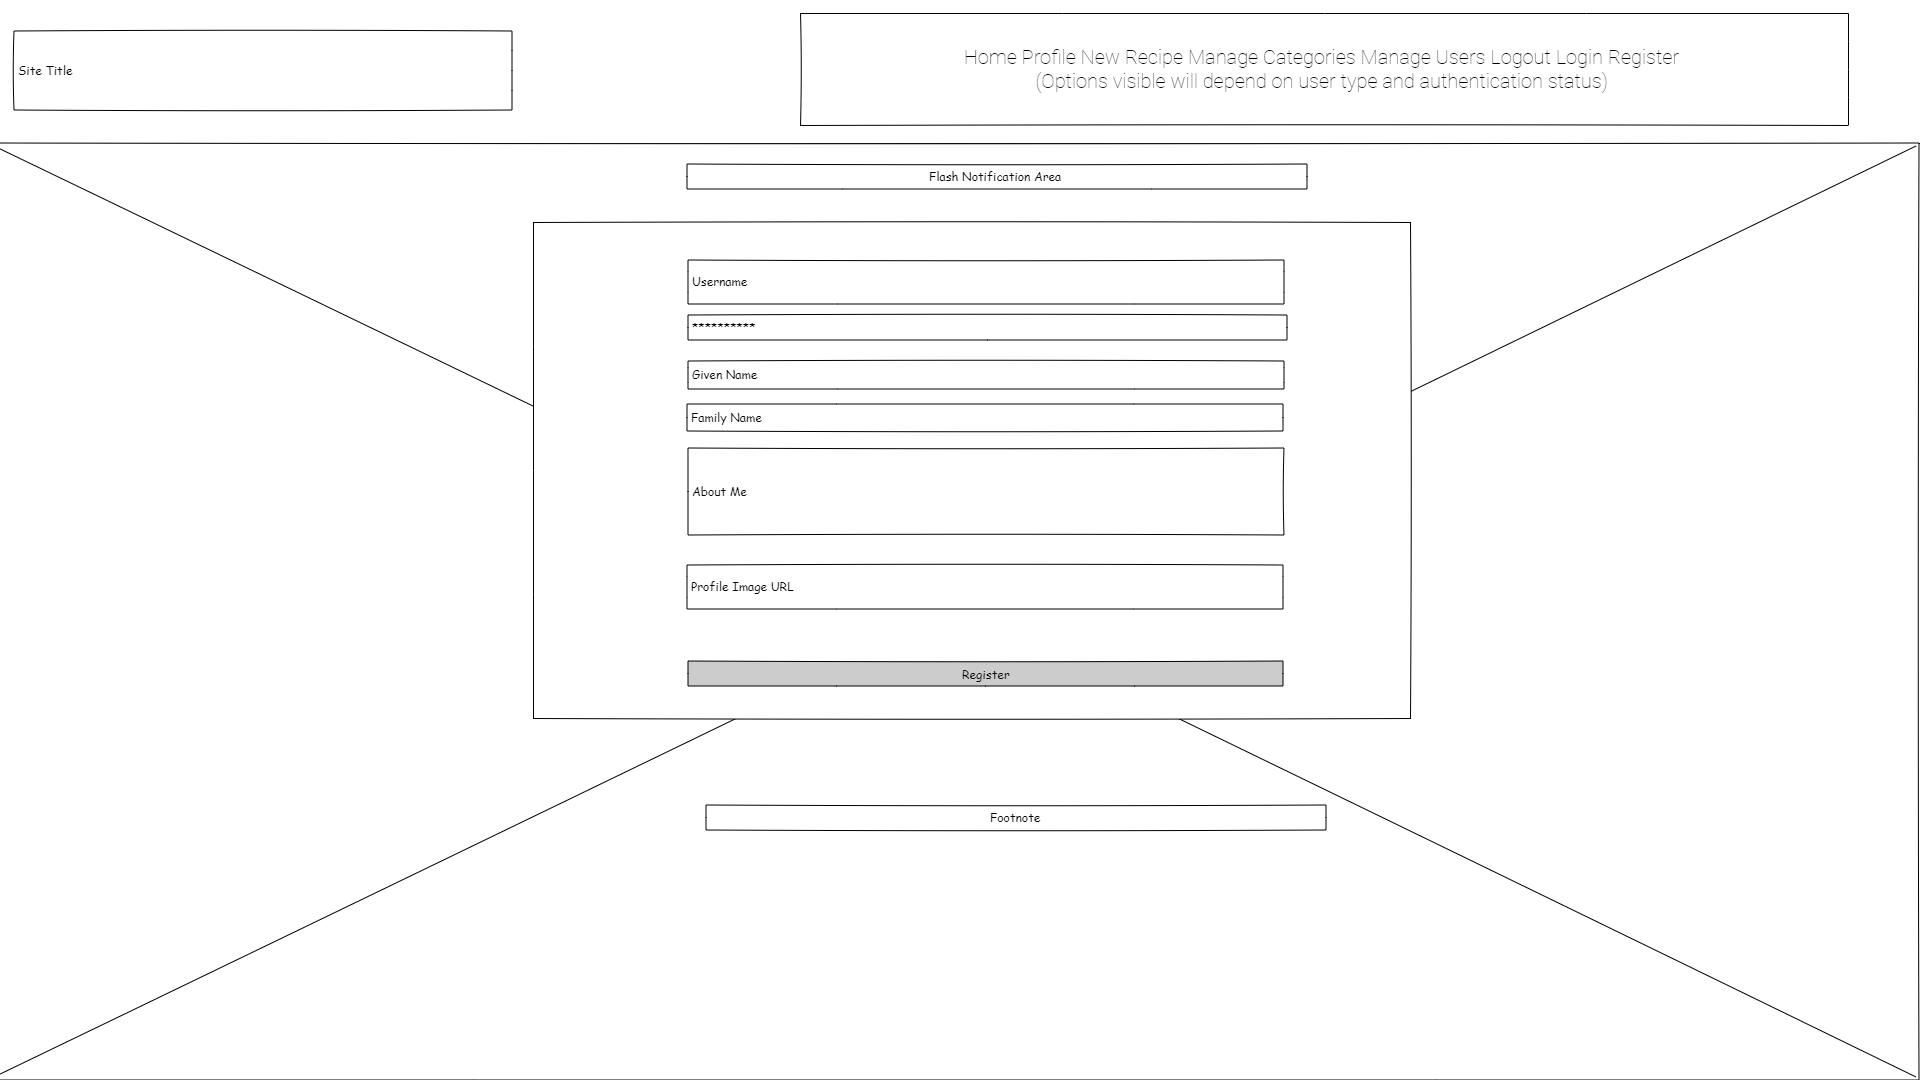 Site Title
Home Profile New Recipe Manage Categories Manage Users Logout Login Register
(Options visible will depend on user type and authentication status)
Flash Notification Area
Username
**********
Given Name
Family Name
About Me
Profile Image URL
Register
Footnote